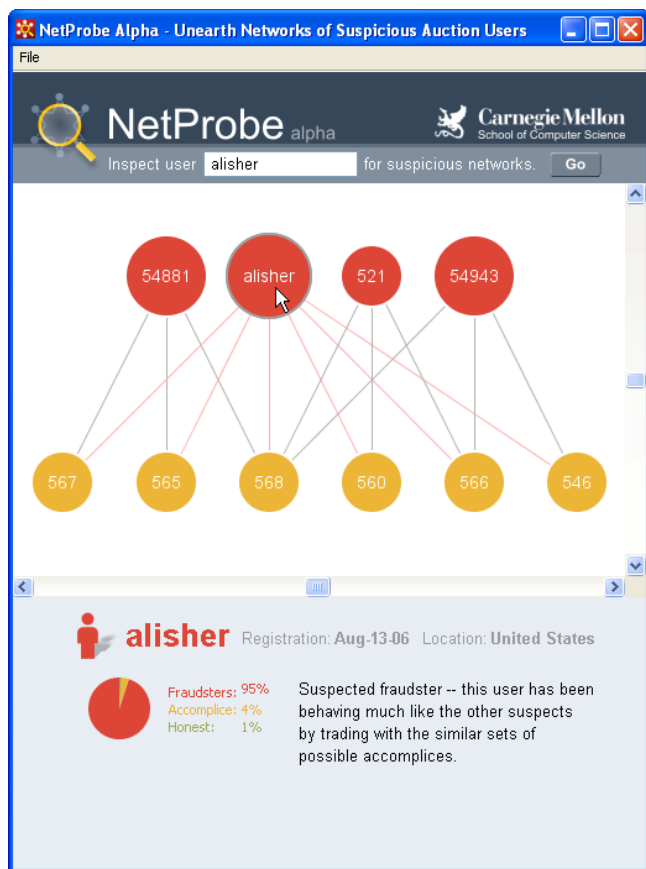 NetProbe Alpha - Unearth Networks of Suspicious Auction Users
File
NetProbe alpha
Carnegie Mellon
School of Computer Science
Inspect user alisher for suspicious networks. Go
54881 alisher 521 54943
567 565 568 560 566 546
alisher Registration: Aug-13-06 Location: United States
Fraudsters: 95%
Accomplice: 4%
Honest: 1%
Suspected fraudster -- this user has been
behaving much like the other suspects
by trading with the similar sets of
possible accomplices.